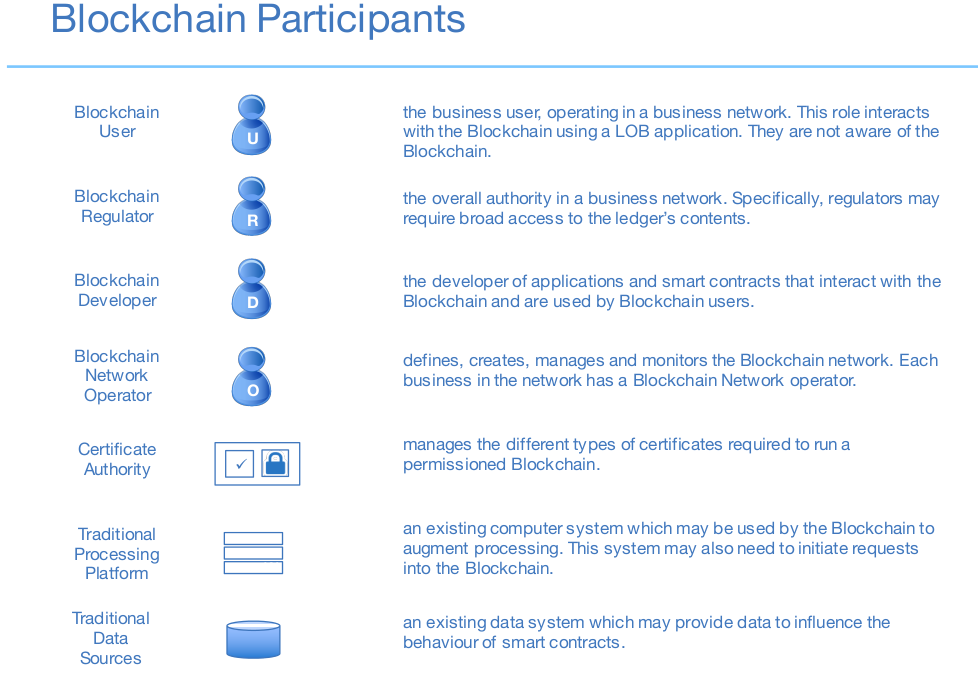 Blockchain Participants
Blockchain
User
U
the business user, operating in a business network. This role interacts
with the Blockchain using a LOB application. They are not aware of the
Blockchain.
Blockchain
Regulator
R
the overall authority in a business network. Specifically, regulators may
require broad access to the ledger’s contents.
Blockchain
Developer
D
the developer of applications and smart contracts that interact with the
Blockchain and are used by Blockchain users.
Blockchain
Network
Operator
O
defines, creates, manages and monitors the Blockchain network. Each
business in the network has a Blockchain Network operator.
Certificate
Authority
manages the different types of certificates required to run a
permissioned Blockchain.
Traditional
Processing
Platform
an existing computer system which may be used by the Blockchain to
augment processing. This system may also need to initiate requests
into the Blockchain.
Traditional
Data
Sources
an existing data system which may provide data to influence the
behaviour of smart contracts.